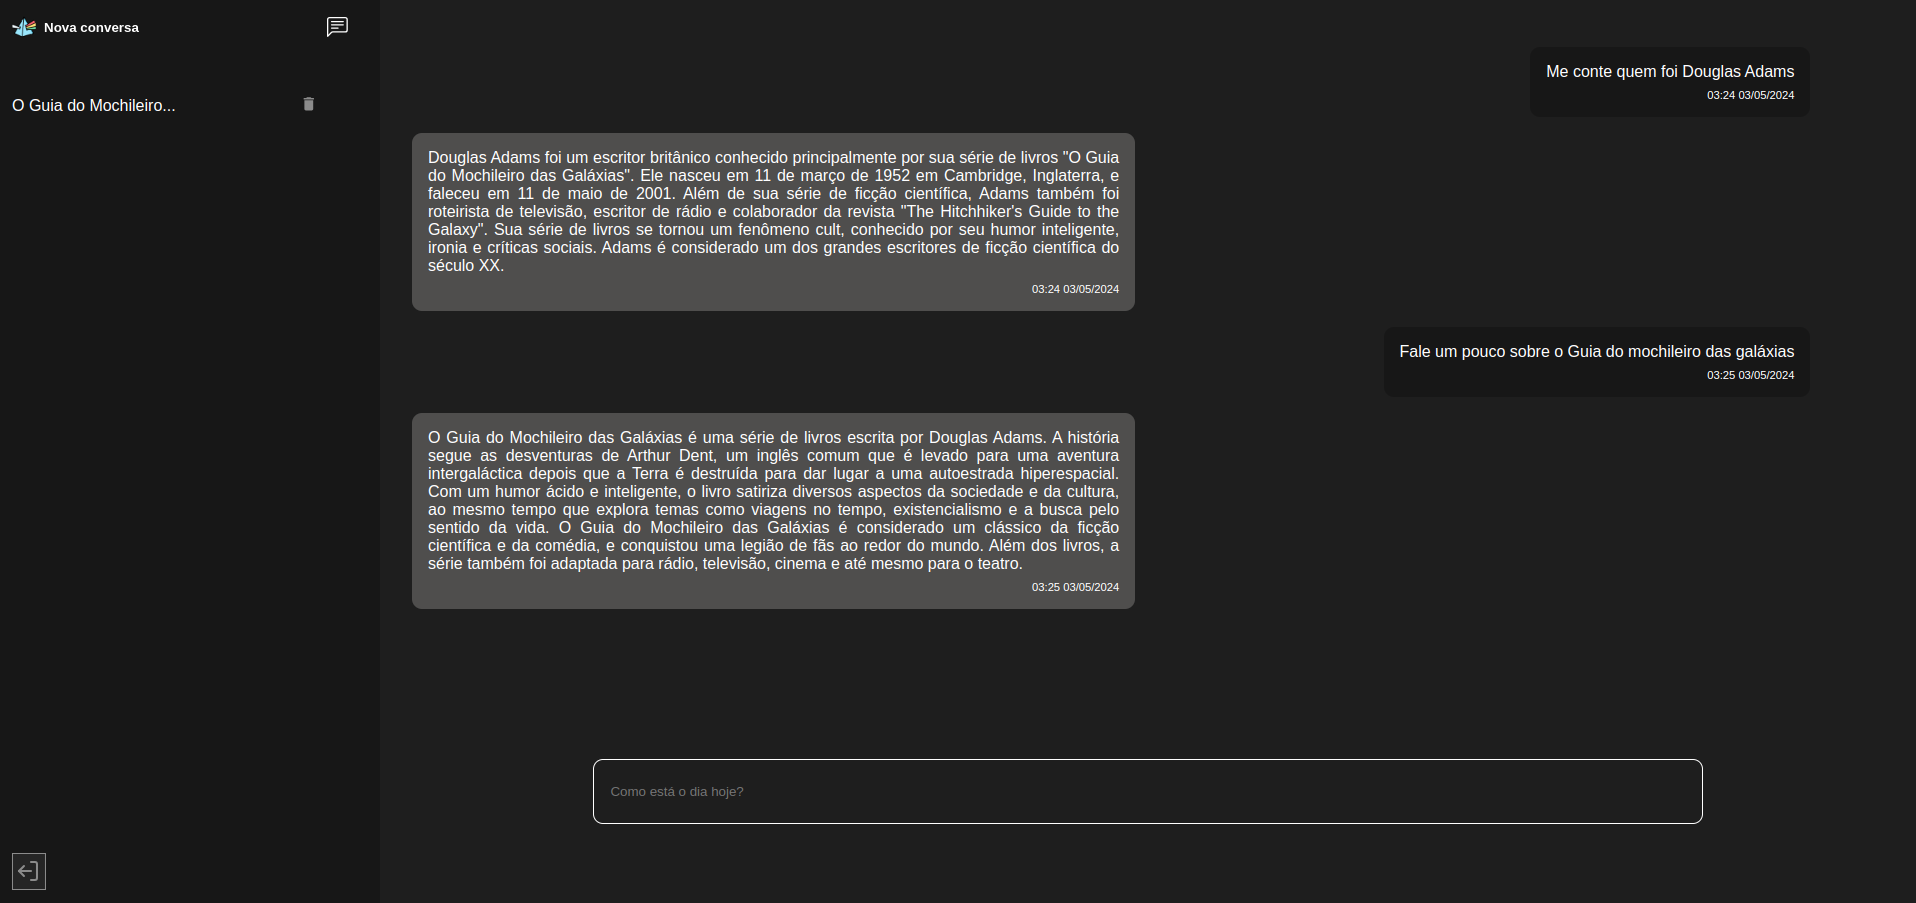 Nova conversa
O Guia do Mochileiro...
Me conte quem foi Douglas Adams
03:24 03/05/2024
Douglas Adams foi um escritor britânico conhecido principalmente por sua série de livros "O Guia
do Mochileiro das Galáxias". Ele nasceu em 11 de março de 1952 em Cambridge, Inglaterra, e
faleceu em 11 de maio de 2001. Além de sua série de ficção científica, Adams também foi
roteirista de televisão, escritor de rádio e colaborador da revista "The Hitchhiker's Guide to the
Galaxy". Sua série de livros se tornou um fenômeno cult, conhecido por seu humor inteligente,
ironia e críticas sociais. Adams é considerado um dos grandes escritores de ficção científica do
século XX.
03:24 03/05/2024
Fale um pouco sobre o Guia do mochileiro das galáxias
03:25 03/05/2024
O Guia do Mochileiro das Galáxias é uma série de livros escrita por Douglas Adams. A história
segue as desventuras de Arthur Dent, um inglês comum que é levado para uma aventura
intergaláctica depois que a Terra é destruída para dar lugar a uma autoestrada hiperespacial.
Com um humor ácido e inteligente, o livro satiriza diversos aspectos da sociedade e da cultura,
ao mesmo tempo que explora temas como viagens no tempo, existencialismo e a busca pelo
sentido da vida. O Guia do Mochileiro das Galáxias é considerado um clássico da ficção
científica e da comédia, e conquistou uma legião de fãs ao redor do mundo. Além dos livros, a
série também foi adaptada para rádio, televisão, cinema e até mesmo para o teatro.
03:25 03/05/2024
Como está o dia hoje?